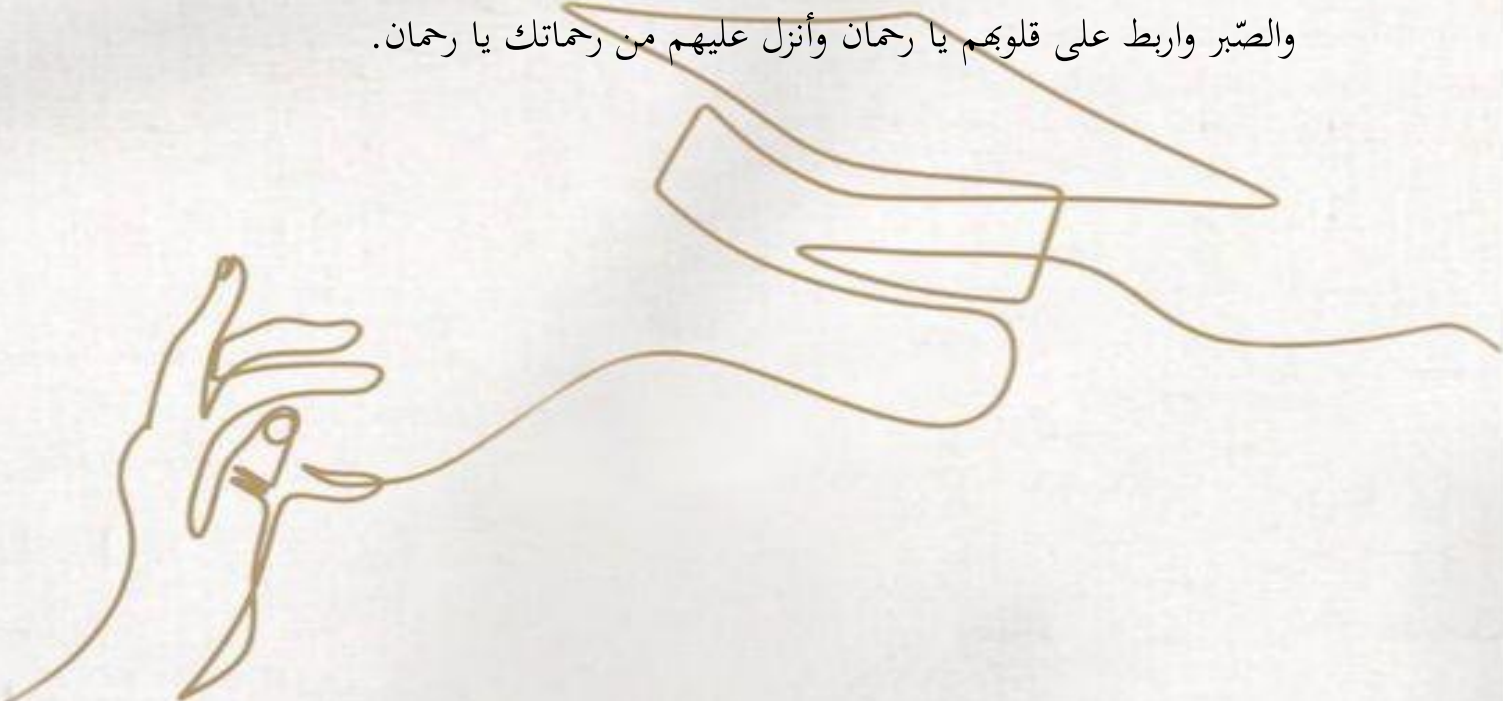 والصّبر واربط على قلوبهم يا رحمان وأنزل عليهم من رحماتك يا رحمان.